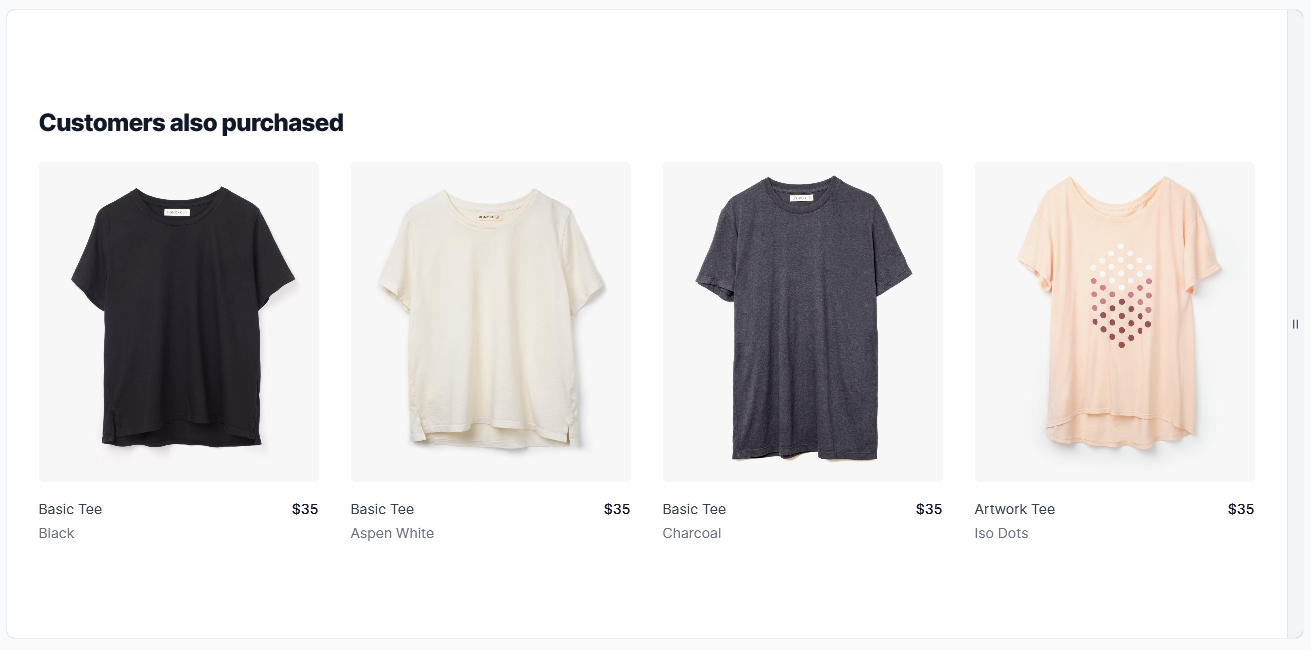 Customers also purchased
Basic Tee $35
Black
Basic Tee $35
Aspen White
Basic Tee $35
Charcoal
Artwork Tee $35
Iso Dots